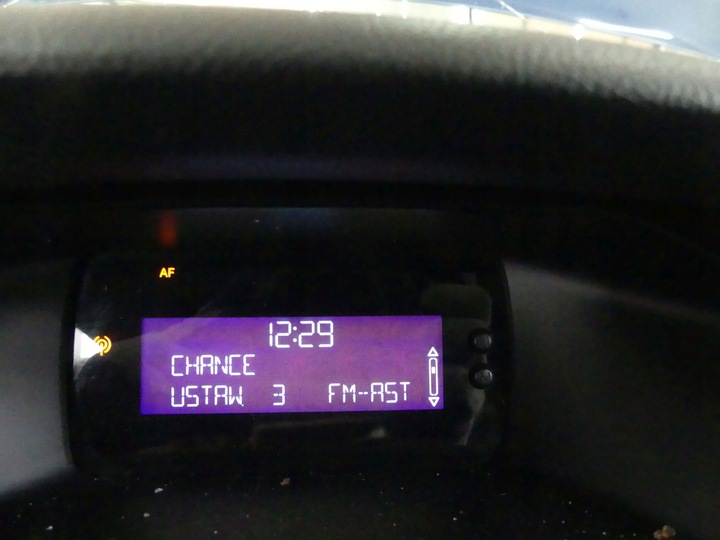 AF
12:29
CHANCE
USTAW. 3 FM-AST